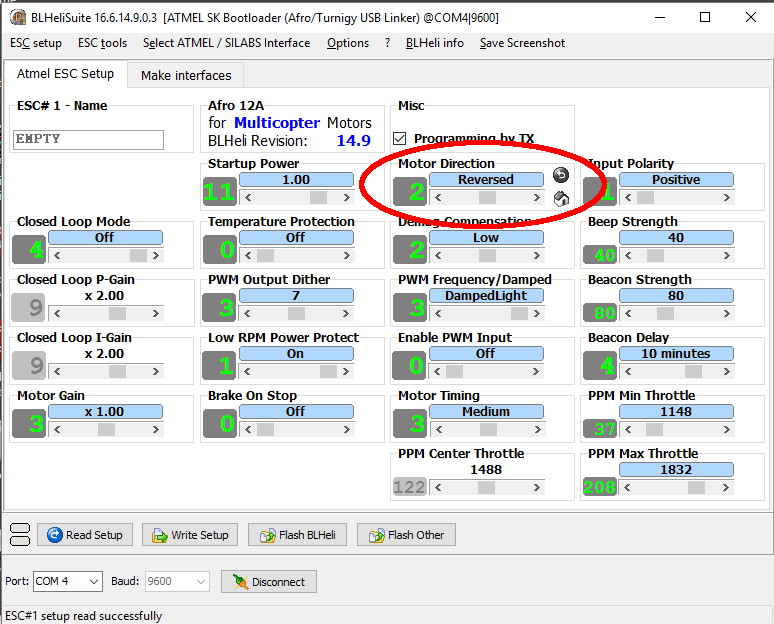 BLHeliSuite 16.6.14.9.0.3 [ATMEL SK Bootloader (Afro/Turnigy USB Linker) @COM4|9600]
ESC setup ESC tools Select ATMEL / SILABS Interface Options ? BLHeli info Save Screenshot
Atmel ESC Setup Make interfaces
ESC# 1 - Name
EMPTY
Afro 12A
for Multicopter Motors
BLHeli Revision: 14.9
Misc
Programming by TX
Startup Power
11 1.00
Motor Direction
2 Reversed
Input Polarity
1 Positive
Closed Loop Mode
4 Off
Temperature Protection
0 Off
Demag Compensation
2 Low
Beep Strength
40 40
Closed Loop P-Gain
9 x 2.00
PWM Output Dither
3 7
PWM Frequency/Damped
3 DampedLight
Beacon Strength
80 80
Closed Loop I-Gain
9 x 2.00
Low RPM Power Protect
1 On
Enable PWM Input
0 Off
Beacon Delay
4 10 minutes
Motor Gain
3 x 1.00
Brake On Stop
0 Off
Motor Timing
3 Medium
PPM Min Throttle
37 1148
PPM Center Throttle
122 1488
PPM Max Throttle
208 1832
Read Setup Write Setup Flash BLHeli Flash Other
Port: COM 4 Baud: 9600 Disconnect
ESC#1 setup read successfully